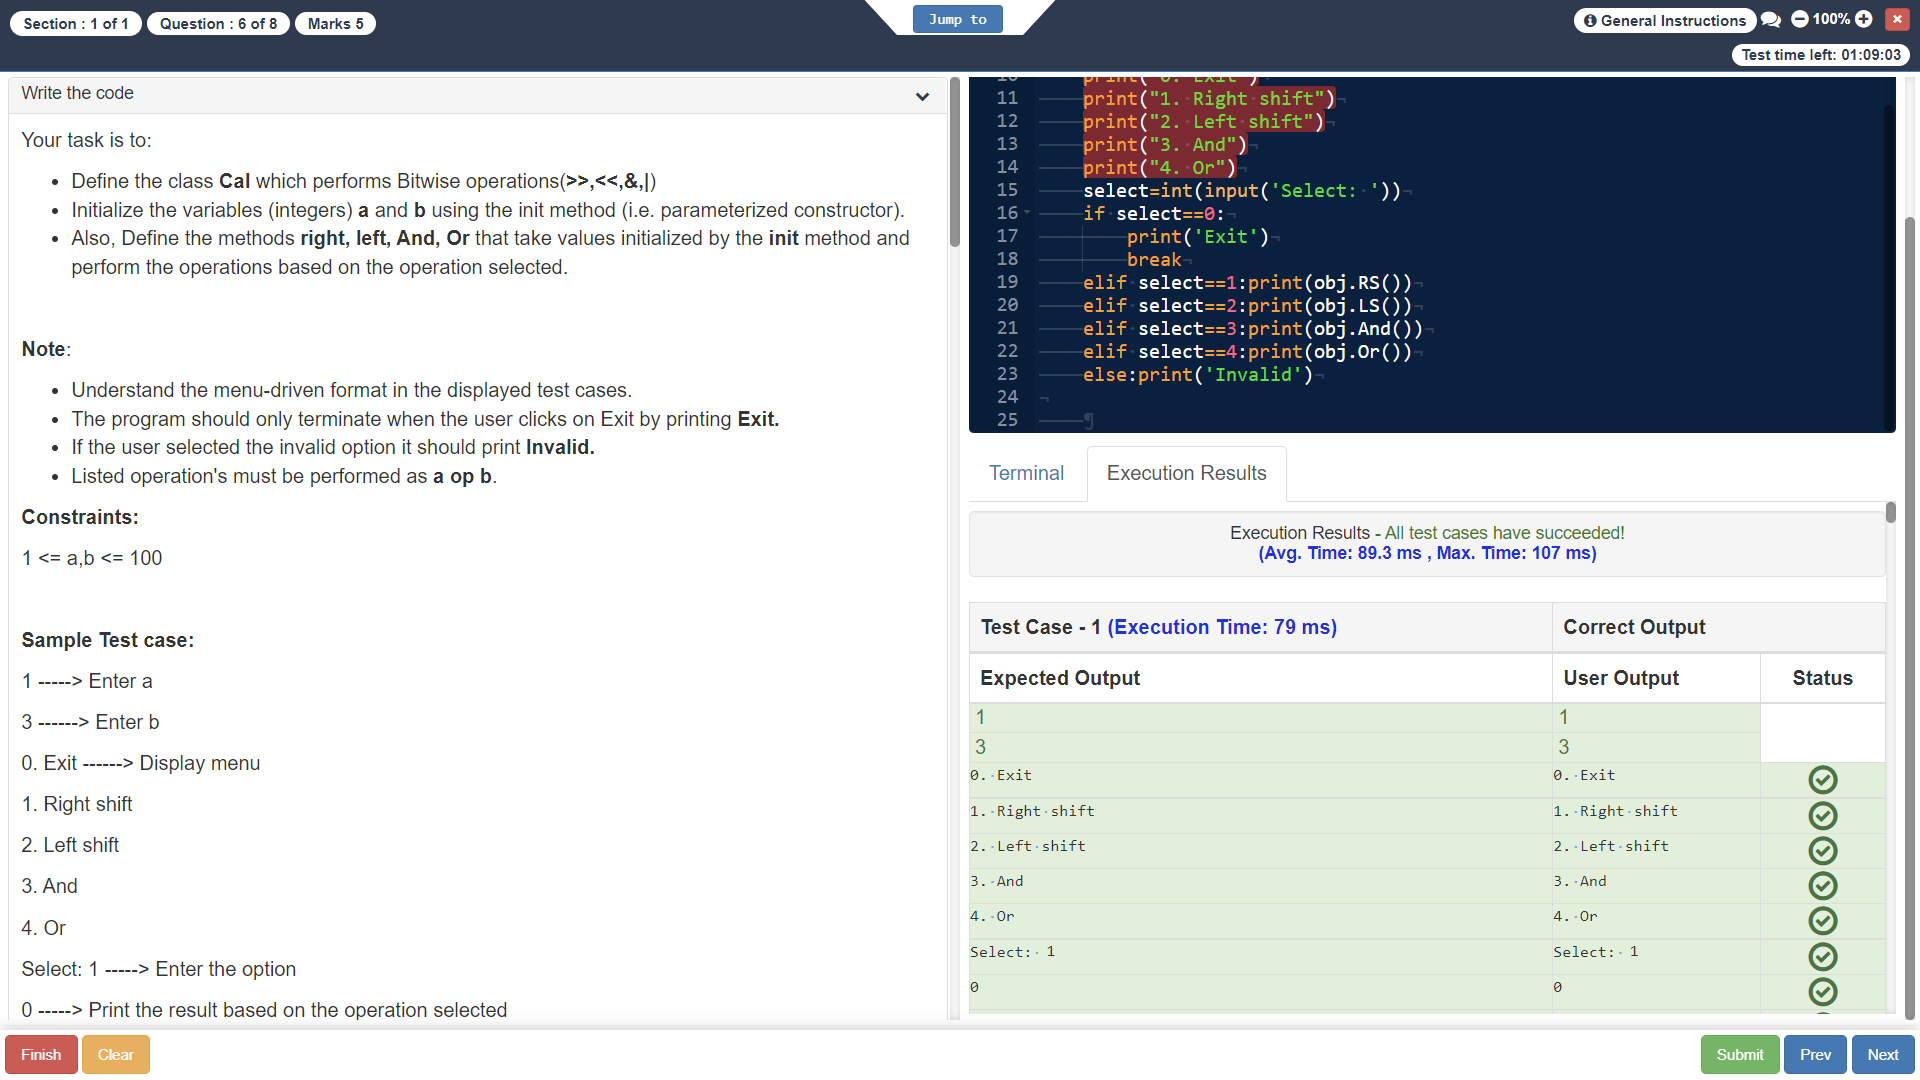 Section : 1 of 1
Question : 6 of 8
Marks 5
Jump to
General Instructions
100%
Test time left: 01:09:03
Write the code
Your task is to:
Define the class Cal which performs Bitwise operations(>>,<<,&,|)
Initialize the variables (integers) a and b using the init method (i.e. parameterized constructor).
Also, Define the methods right, left, And, Or that take values initialized by the init method and
perform the operations based on the operation selected.
Note:
Understand the menu-driven format in the displayed test cases.
The program should only terminate when the user clicks on Exit by printing Exit.
If the user selected the invalid option it should print Invalid.
Listed operation's must be performed as a op b.
Constraints:
1 <= a,b <= 100
Sample Test case:
1 -----> Enter a
3 ------> Enter b
0. Exit ------> Display menu
1. Right shift
2. Left shift
3. And
4. Or
Select: 1 -----> Enter the option
0 -----> Print the result based on the operation selected
10 print("0. Exit")
11 print("1. Right shift")
12 print("2. Left shift")
13 print("3. And")
14 print("4. Or")
15 select=int(input('Select: '))
16 if select==0:
17 print('Exit')
18 break
19 elif select==1:print(obj.RS())
20 elif select==2:print(obj.LS())
21 elif select==3:print(obj.And())
22 elif select==4:print(obj.Or())
23 else:print('Invalid')
24
25
Terminal
Execution Results
Execution Results - All test cases have succeeded!
(Avg. Time: 89.3 ms , Max. Time: 107 ms)
Test Case - 1 (Execution Time: 79 ms) Correct Output
Expected Output User Output Status
1 1
3 3
0. Exit 0. Exit
1. Right shift 1. Right shift
2. Left shift 2. Left shift
3. And 3. And
4. Or 4. Or
Select: 1 Select: 1
0 0
Finish
Clear
Submit
Prev
Next